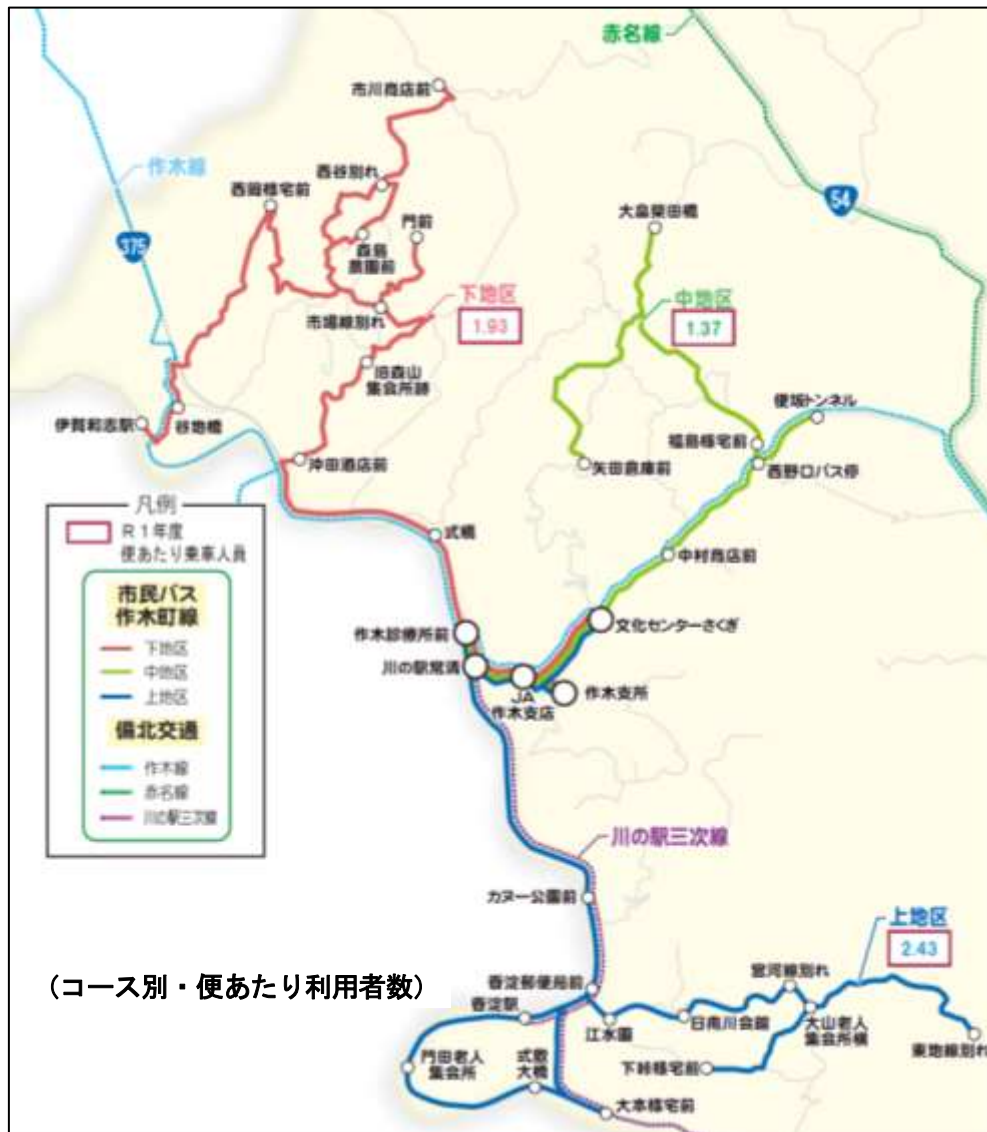 赤名線
市川商店前
作木線
西谷別れ
西岡様宅前
門前
大畠柴田橋
54
375
森島
農園前
下地区
1.93
中地区
1.37
市場線別れ
旧森山
集会所跡
便坂トンネル
伊賀和志駅
谷地橋
福島様宅前
沖田酒店前
矢田倉庫前
西野口バス停
凡例
R1年度
便あたり乗車人員
式橋
中村商店前
市民バス
作木町線
下地区
中地区
上地区
作木診療所前
文化センターさくぎ
川の駅常清
JA
作木支店
作木支所
備北交通
作木線
赤名線
川の駅三次線
川の駅三次線
カヌー公園前
上地区
2.43
(コース別・便あたり利用者数)
香淀郵便局前
宮河線別れ
香淀駅
江水園
日南川会館
大山老人
集会所横
東地線別れ
門田老人
集会所
式敷
大橋
下峠様宅前
大本様宅前